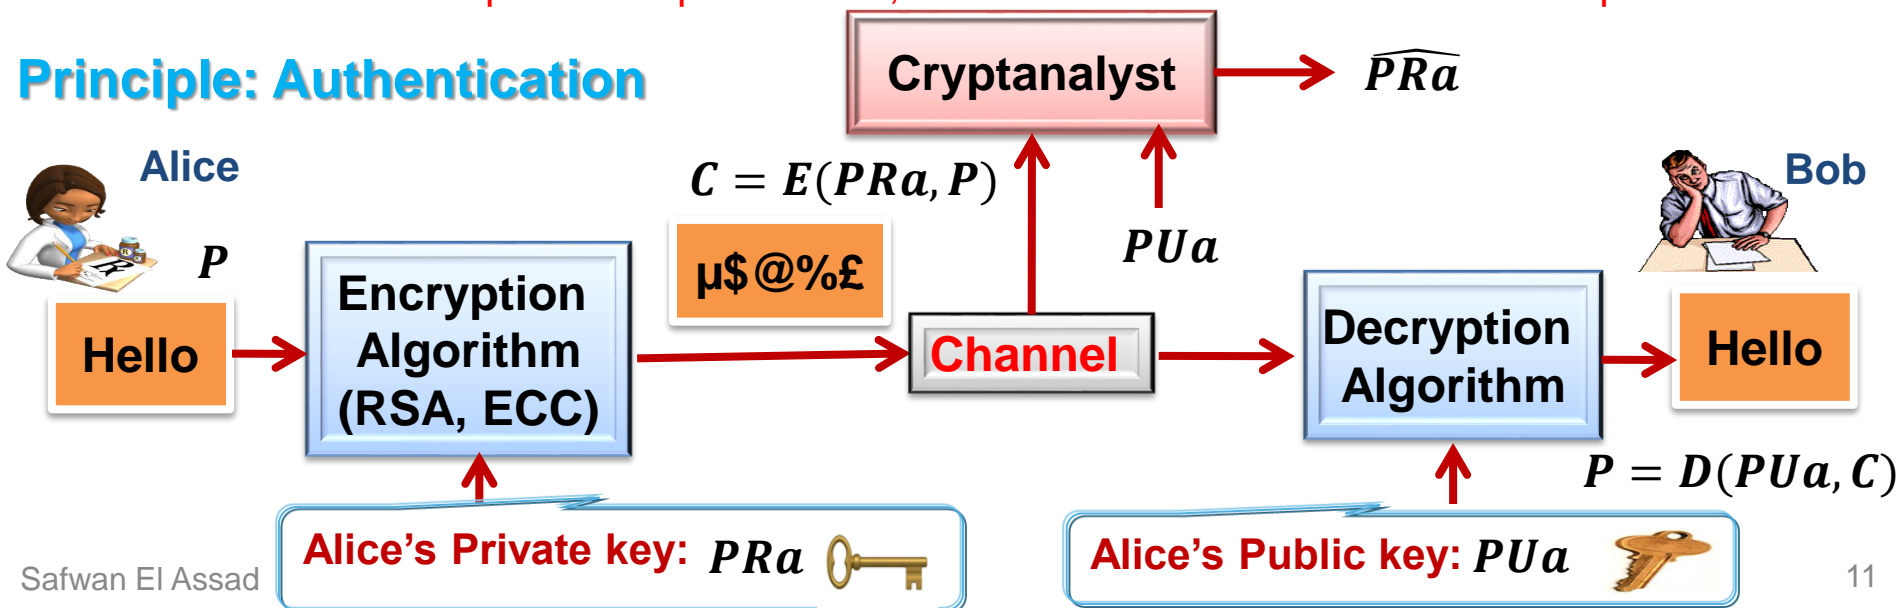 Principle: Authentication
Cryptanalyst
\widehat{PRa}
Alice
C = E(PRa, P)
Bob
P
PUa
µ$@%£
Hello
Encryption
Algorithm
(RSA, ECC)
Channel
Decryption
Algorithm
Hello
P = D(PUa, C)
Alice’s Private key: PRa
Alice’s Public key: PUa
Safwan El Assad
11